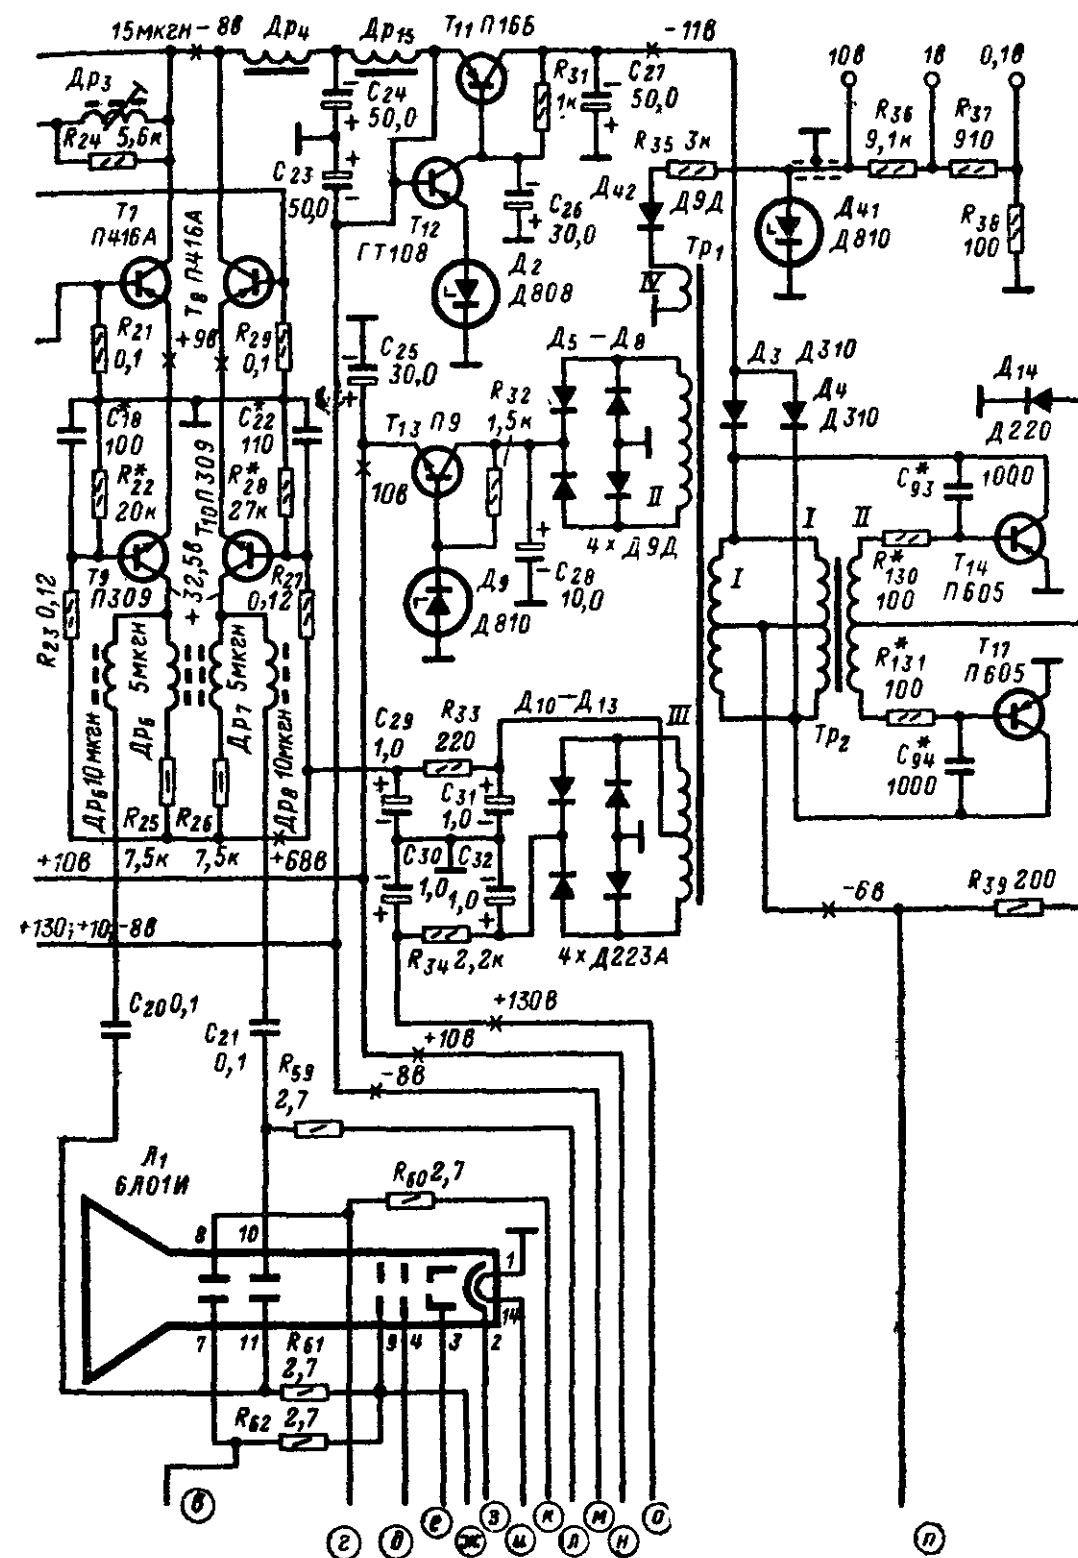 15мкгн
-8в
Др4
Др15
Т11 П16Б
-11в
Др3
R24 5,6к
С24
50,0
R31
1к
С27
50,0
10в
1в
0,1в
R36
9,1к
R37
910
R35 3к
С23
50,0
Т12
ГТ108
С26
30,0
Д42
Д9Д
Д41
Д810
R38
100
Т7
П416А
Т8 П416А
Д2
Д808
Тр1
IV
R21
0,1
+9в
R29
0,1
С25
30,0
Д5-Д8
Д3 Д310
Д4
Д310
Д14
Д220
R32
1,5к
С18*
100
С22*
110
Т13 П9
10в
R22*
20к
Т10 П309
R28*
27к
II
4×Д9Д
С93*
1000
I
I
II
Т9
П309
+32,5в
R27
0,12
Д9
Д810
С28
10,0
R130*
100
Т14
П605
R23 0,12
5мкгн
Др6
Др7
5мкгн
Др6 10мкгн
Др8 10мкгн
R131*
100
Т17
П605
Д10-Д13
III
Тр2
С29
1,0
R33
220
С94*
1000
С31
1,0
R25
7,5к
R26
7,5к
+68в
+10в
С30
1,0
С32
1,0
-6в
R39 200
+130;+10;-8в
R34 2,2к
4×Д223А
С20 0,1
С21
0,1
+130в
+10в
-8в
R59
2,7
Л1
6Л01И
R60 2,7
8
10
1
14
7
11
9
4
3
2
R61
2,7
R62 2,7
в
г
д
е
ж
з
и
к
л
м
н
о
п